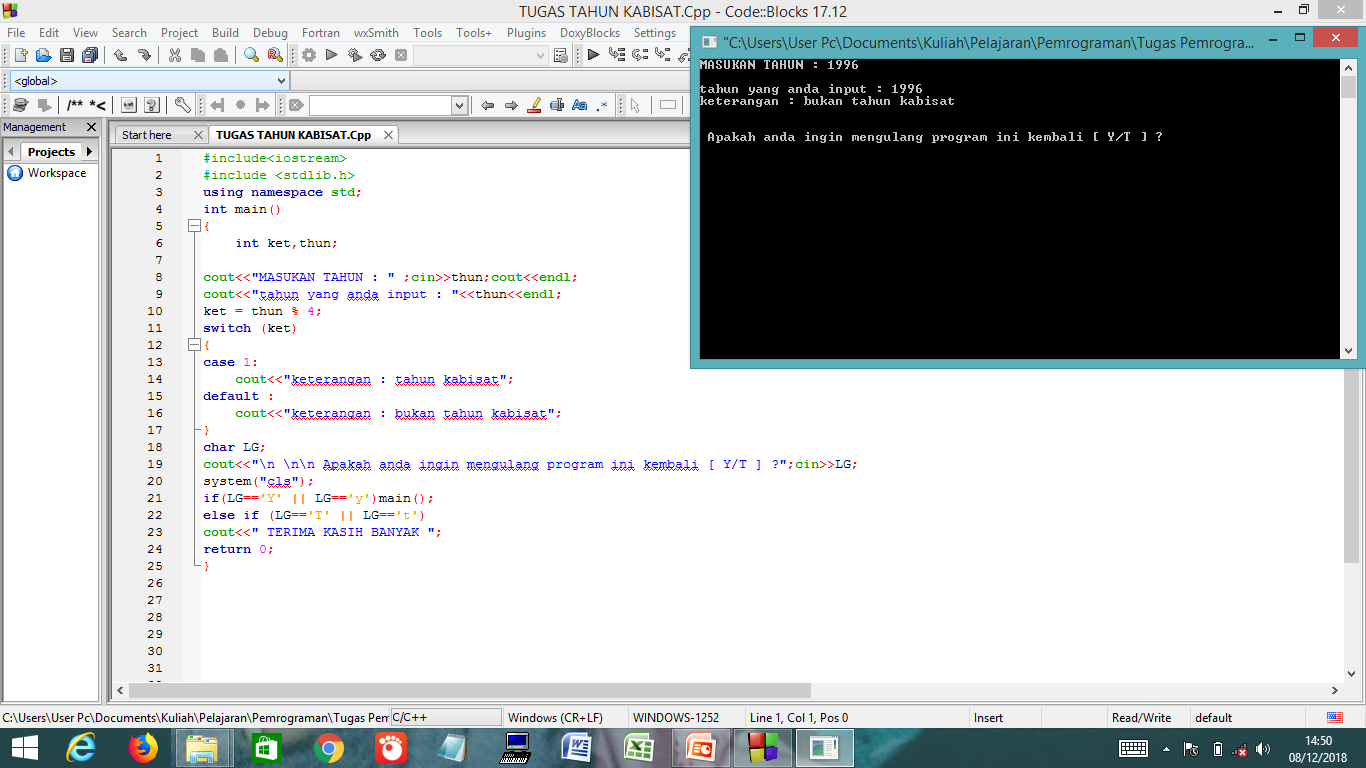 TUGAS TAHUN KABISAT.Cpp - Code::Blocks 17.12
File Edit View Search Project Build Debug Fortran wxSmith Tools Tools+ Plugins DoxyBlocks Settings
<global>
/** *<
Aa .*
Management
Projects
Workspace
Start here
TUGAS TAHUN KABISAT.Cpp
1 #include<iostream>
2 #include <stdlib.h>
3 using namespace std;
4 int main()
5 {
6 int ket,thun;
7
8 cout<<"MASUKAN TAHUN : " ;cin>>thun;cout<<endl;
9 cout<<"tahun yang anda input : "<<thun<<endl;
10 ket = thun % 4;
11 switch (ket)
12 {
13 case 1:
14 cout<<"keterangan : tahun kabisat";
15 default :
16 cout<<"keterangan : bukan tahun kabisat";
17 }
18 char LG;
19 cout<<"\n \n\n Apakah anda ingin mengulang program ini kembali [ Y/T ] ?";cin>>LG;
20 system("cls");
21 if(LG=='Y' || LG=='y')main();
22 else if (LG=='T' || LG=='t')
23 cout<<" TERIMA KASIH BANYAK ";
24 return 0;
25 }
26
27
28
29
30
31
"C:\Users\User Pc\Documents\Kuliah\Pelajaran\Pemrograman\Tugas Pemrogra...
MASUKAN TAHUN : 1996
tahun yang anda input : 1996
keterangan : bukan tahun kabisat
Apakah anda ingin mengulang program ini kembali [ Y/T ] ?
C:\Users\User Pc\Documents\Kuliah\Pelajaran\Pemrograman\Tugas Pem C/C++ Windows (CR+LF) WINDOWS-1252 Line 1, Col 1, Pos 0 Insert Read/Write default
14:50
08/12/2018